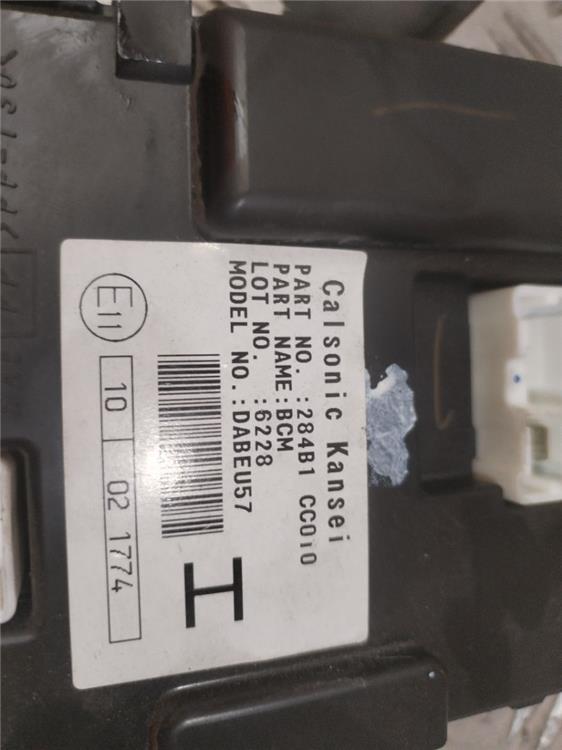 Calsonic Kansei
PART NO. :284B1 CC010
PART NAME:BCM
LOT NO. :6228
MODEL NO.:DABEU57
H
E11
10 02 1774